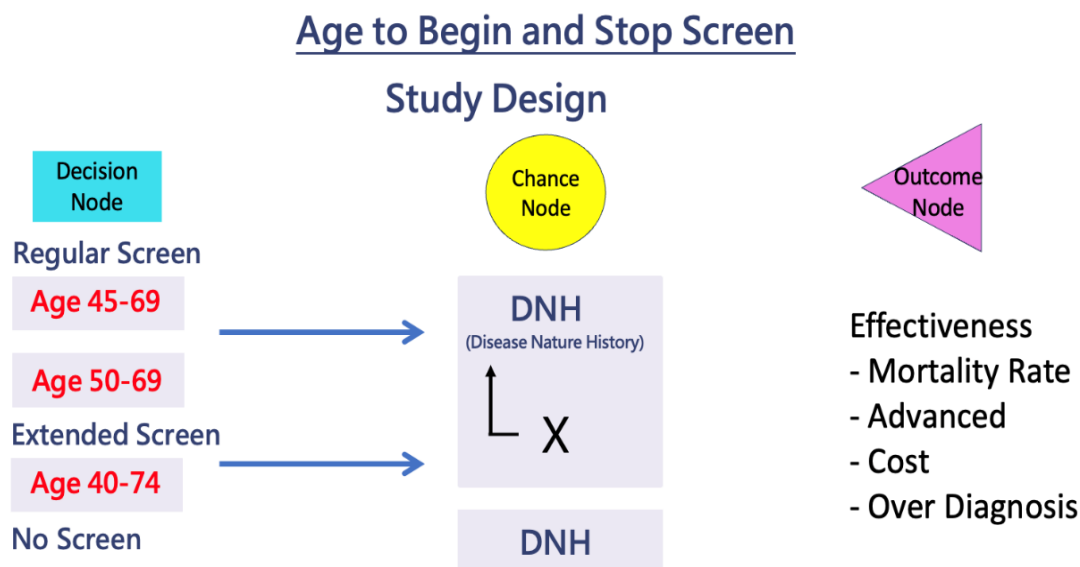 Age to Begin and Stop Screen
Study Design
Decision
Node
Chance
Node
Outcome
Node
Regular Screen
Age 45-69
Age 50-69
Extended Screen
Age 40-74
No Screen
DNH
(Disease Nature History)
X
DNH
Effectiveness
- Mortality Rate
- Advanced
- Cost
- Over Diagnosis